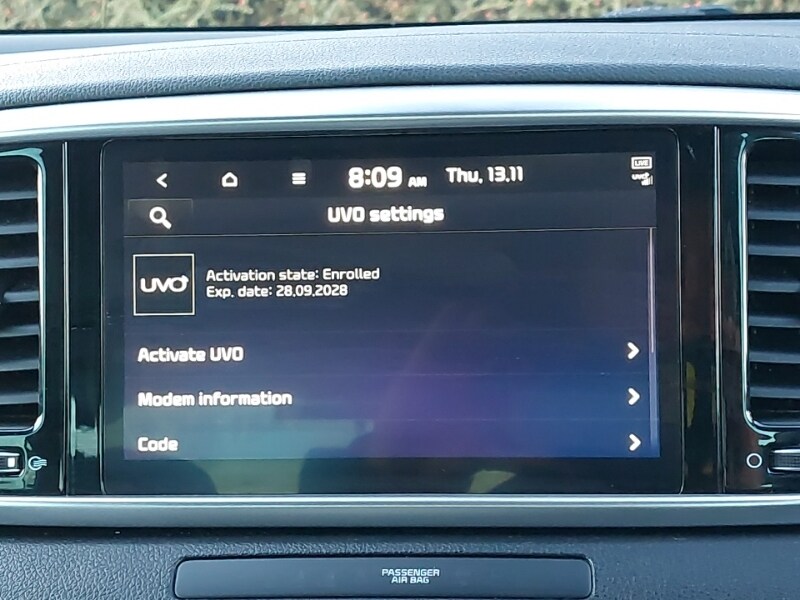 8:09 AM Thu, 13.11 LIVE
UVO
UVO settings
UVO
Activation state: Enrolled
Exp. date: 28.09.2028
Activate UVO
Modem information
Code
PASSENGER
AIR BAG